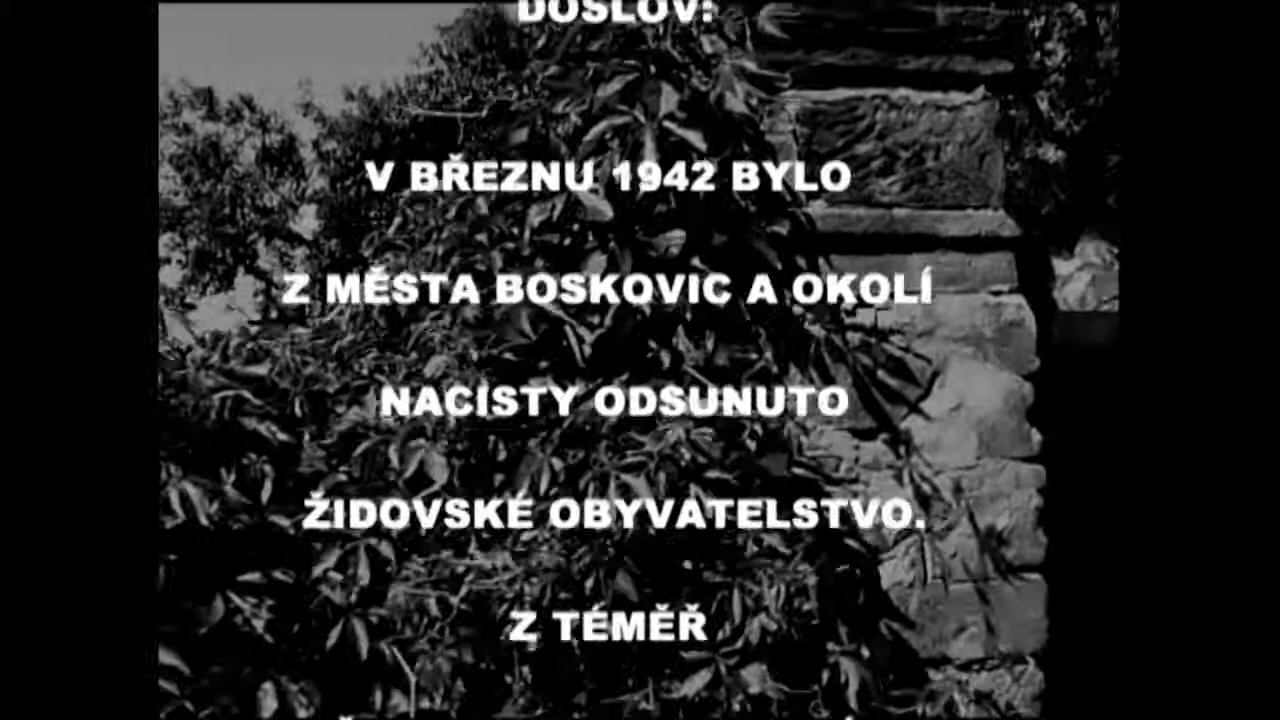 DOSLOV:
V BŘEZNU 1942 BYLO
Z MĚSTA BOSKOVIC A OKOLÍ
NACISTY ODSUNUTO
ŽIDOVSKÉ OBYVATELSTVO.
Z TÉMĚŘ